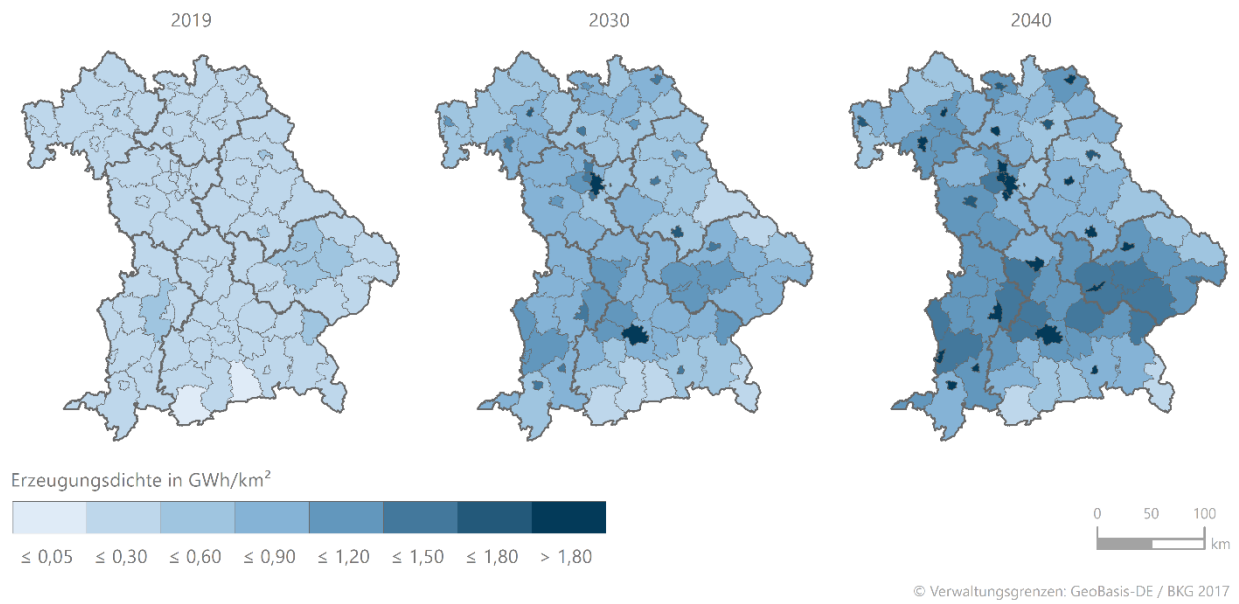 2019 2030 2040
Erzeugungsdichte in GWh/km²
≤ 0,05 ≤ 0,30 ≤ 0,60 ≤ 0,90 ≤ 1,20 ≤ 1,50 ≤ 1,80 > 1,80
0 50 100
km
© Verwaltungsgrenzen: GeoBasis-DE / BKG 2017